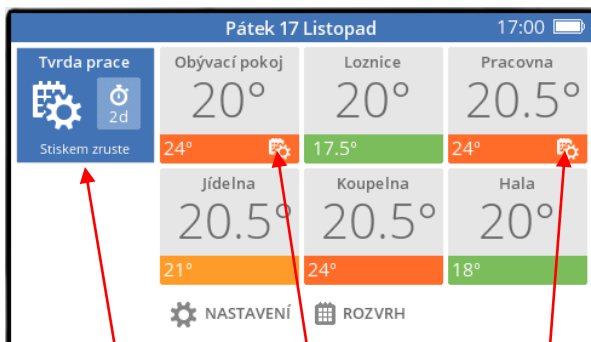 Pátek 17 Listopad 17:00
Tvrda prace
2d
Stiskem zruste
Obývací pokoj
20°
24°
Loznice
20°
17.5°
Pracovna
20.5°
24°
Jídelna
20.5°
21°
Koupelna
20.5°
24°
Hala
20°
18°
NASTAVENÍ ROZVRH